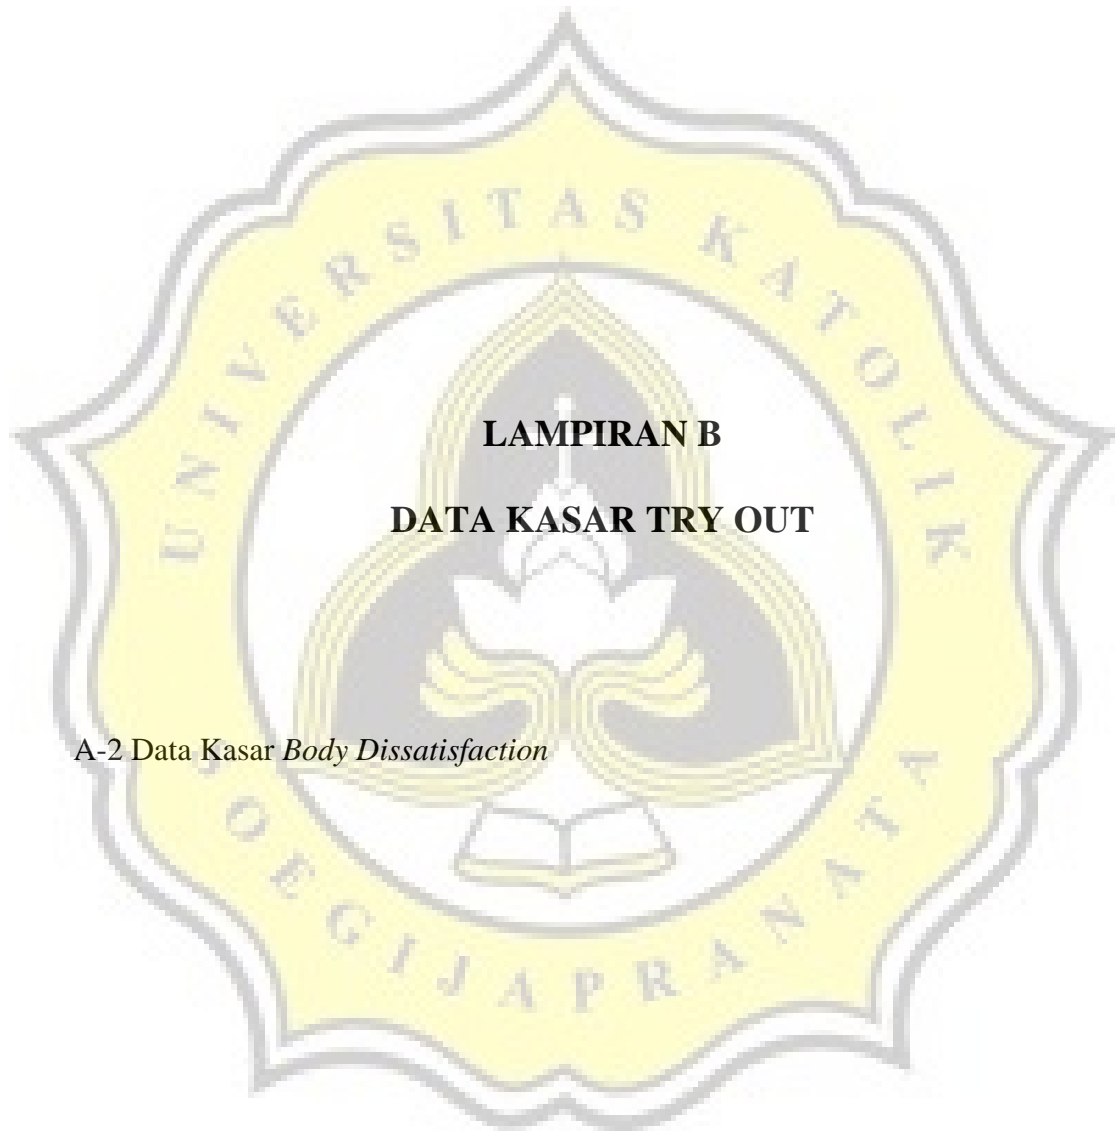 UNIVERSITAS KATOLIK
LAMPIRAN B
DATA KASAR TRY OUT
A-2 Data Kasar Body Dissatisfaction
SOEGIJAPRANATA